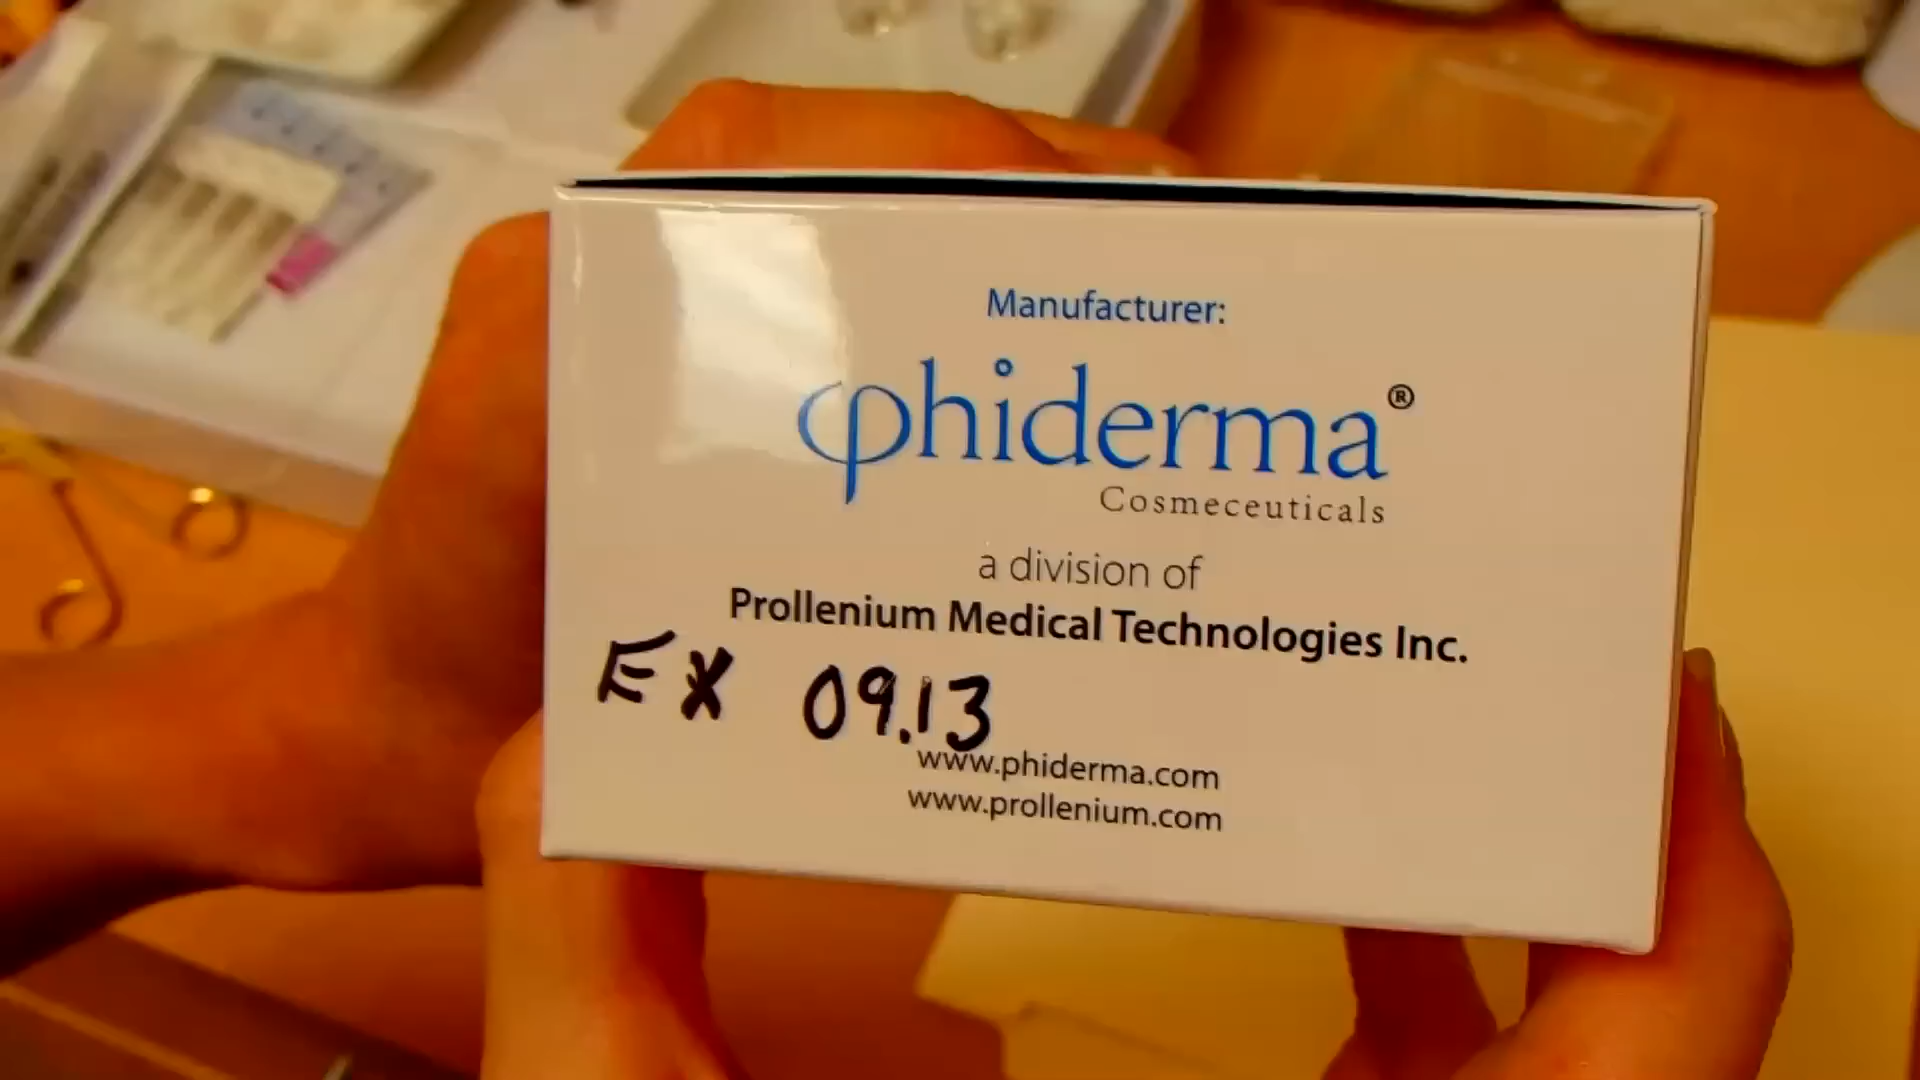 Manufacturer:
phiderma®
Cosmeceuticals
a division of
Prollenium Medical Technologies Inc.
EX 09.13
www.phiderma.com
www.prollenium.com